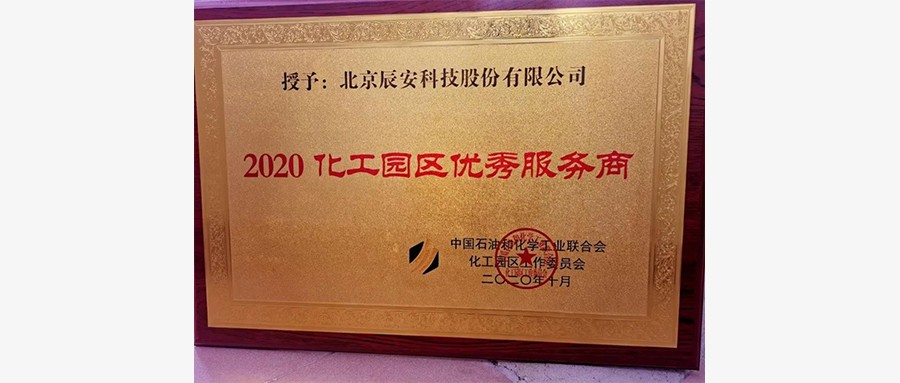 授予：北京辰安科技股份有限公司
2020 化工园区优秀服务商
中国石油和化学工业联合会
化工园区工作委员会
二〇二〇年十月